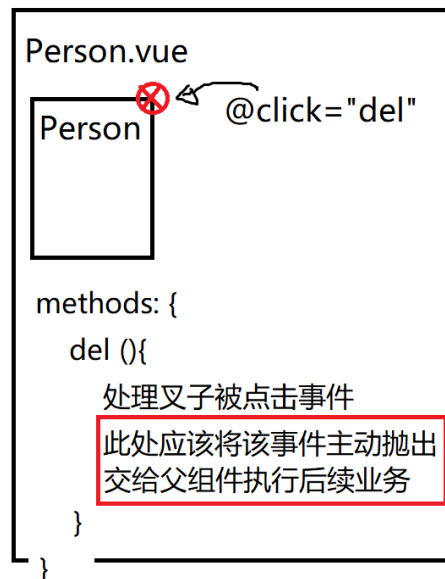 Person.vue
@click="del"
Person
methods: {
del (){
处理叉子被点击事件
此处应该将该事件主动抛出
交给父组件执行后续业务
}
}